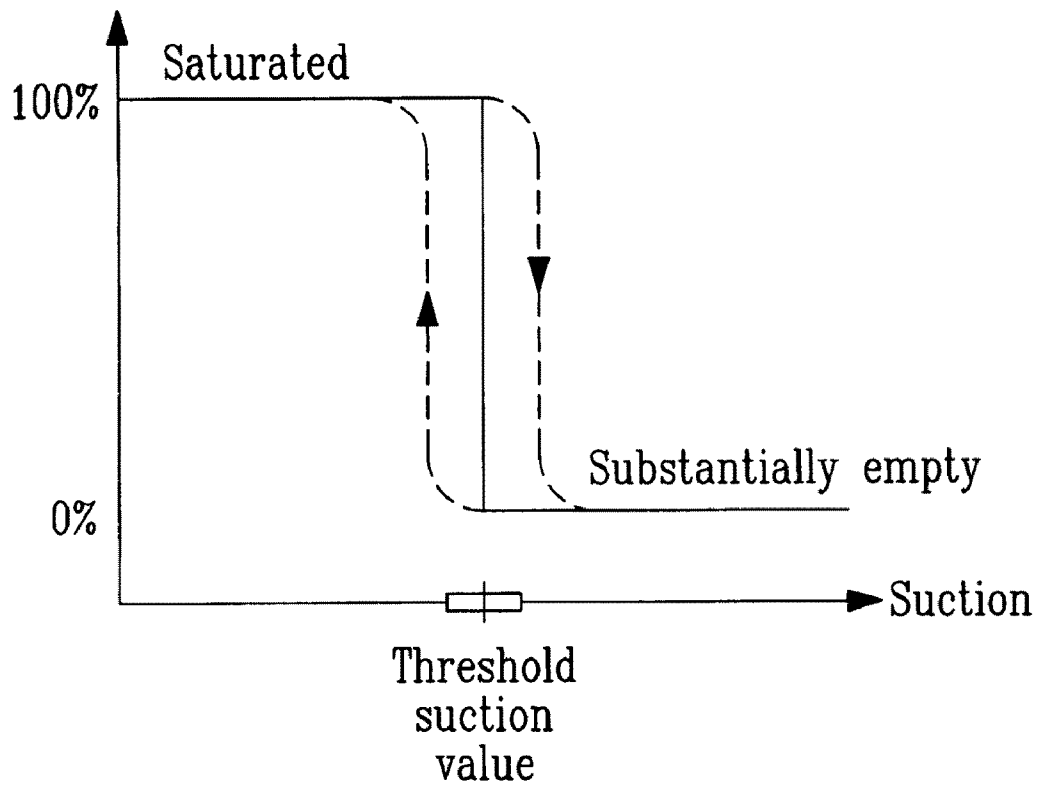 Saturated
100%
Substantially empty
0%
Suction
Threshold
suction
value